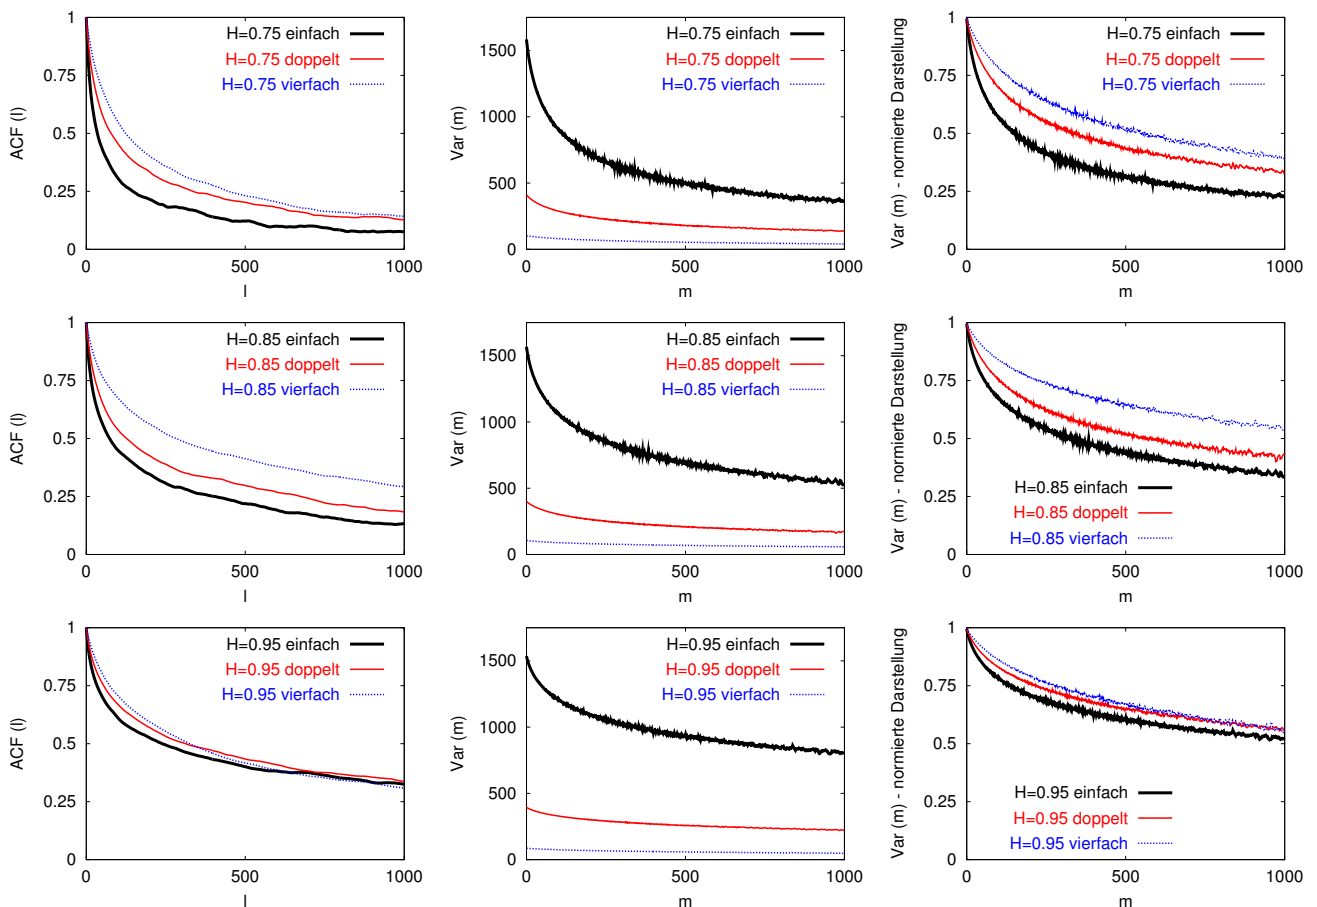 ACF (l)
1
0.75
0.5
0.25
0
0
500
1000
l
H=0.75 einfach
H=0.75 doppelt
H=0.75 vierfach
Var (m)
1500
1000
500
0
0
500
1000
m
H=0.75 einfach
H=0.75 doppelt
H=0.75 vierfach
Var (m) - normierte Darstellung
1
0.75
0.5
0.25
0
0
500
1000
m
H=0.75 einfach
H=0.75 doppelt
H=0.75 vierfach
ACF (l)
1
0.75
0.5
0.25
0
0
500
1000
l
H=0.85 einfach
H=0.85 doppelt
H=0.85 vierfach
Var (m)
1500
1000
500
0
0
500
1000
m
H=0.85 einfach
H=0.85 doppelt
H=0.85 vierfach
Var (m) - normierte Darstellung
1
0.75
0.5
0.25
0
0
500
1000
m
H=0.85 einfach
H=0.85 doppelt
H=0.85 vierfach
ACF (l)
1
0.75
0.5
0.25
0
0
500
1000
l
H=0.95 einfach
H=0.95 doppelt
H=0.95 vierfach
Var (m)
1500
1000
500
0
0
500
1000
m
H=0.95 einfach
H=0.95 doppelt
H=0.95 vierfach
Var (m) - normierte Darstellung
1
0.75
0.5
0.25
0
0
500
1000
m
H=0.95 einfach
H=0.95 doppelt
H=0.95 vierfach